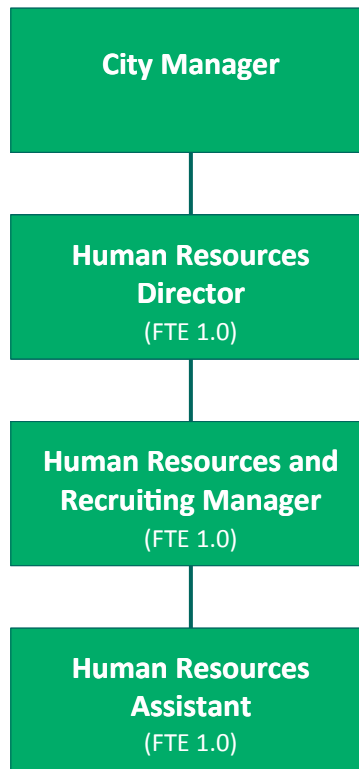 City Manager
Human Resources
Director
(FTE 1.0)
Human Resources and
Recruiting Manager
(FTE 1.0)
Human Resources
Assistant
(FTE 1.0)